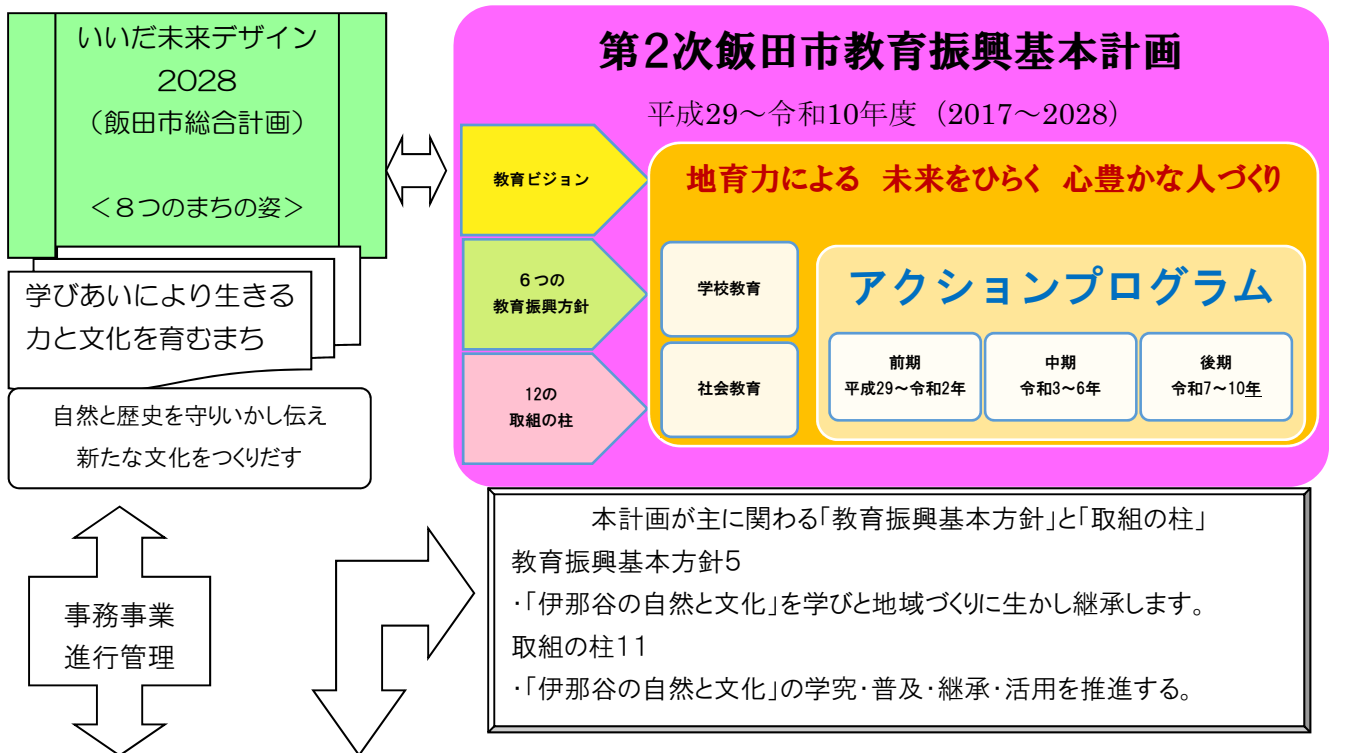 いいだ未来デザイン
2028
（飯田市総合計画）
＜８つのまちの姿＞
学びあいにより生きる
力と文化を育むまち
自然と歴史を守りいかし伝え
新たな文化をつくりだす
事務事業
進行管理
第2次飯田市教育振興基本計画
平成29～令和10年度（2017～2028）
教育ビジョン
地育力による 未来をひらく 心豊かな人づくり
６つの
教育振興方針
12の
取組の柱
学校教育
社会教育
アクションプログラム
前期
平成29～令和2年
中期
令和3～6年
後期
令和7～10年
本計画が主に関わる「教育振興基本方針」と「取組の柱」
教育振興基本方針5
・「伊那谷の自然と文化」を学びと地域づくりに生かし継承します。
取組の柱11
・「伊那谷の自然と文化」の学究・普及・継承・活用を推進する。